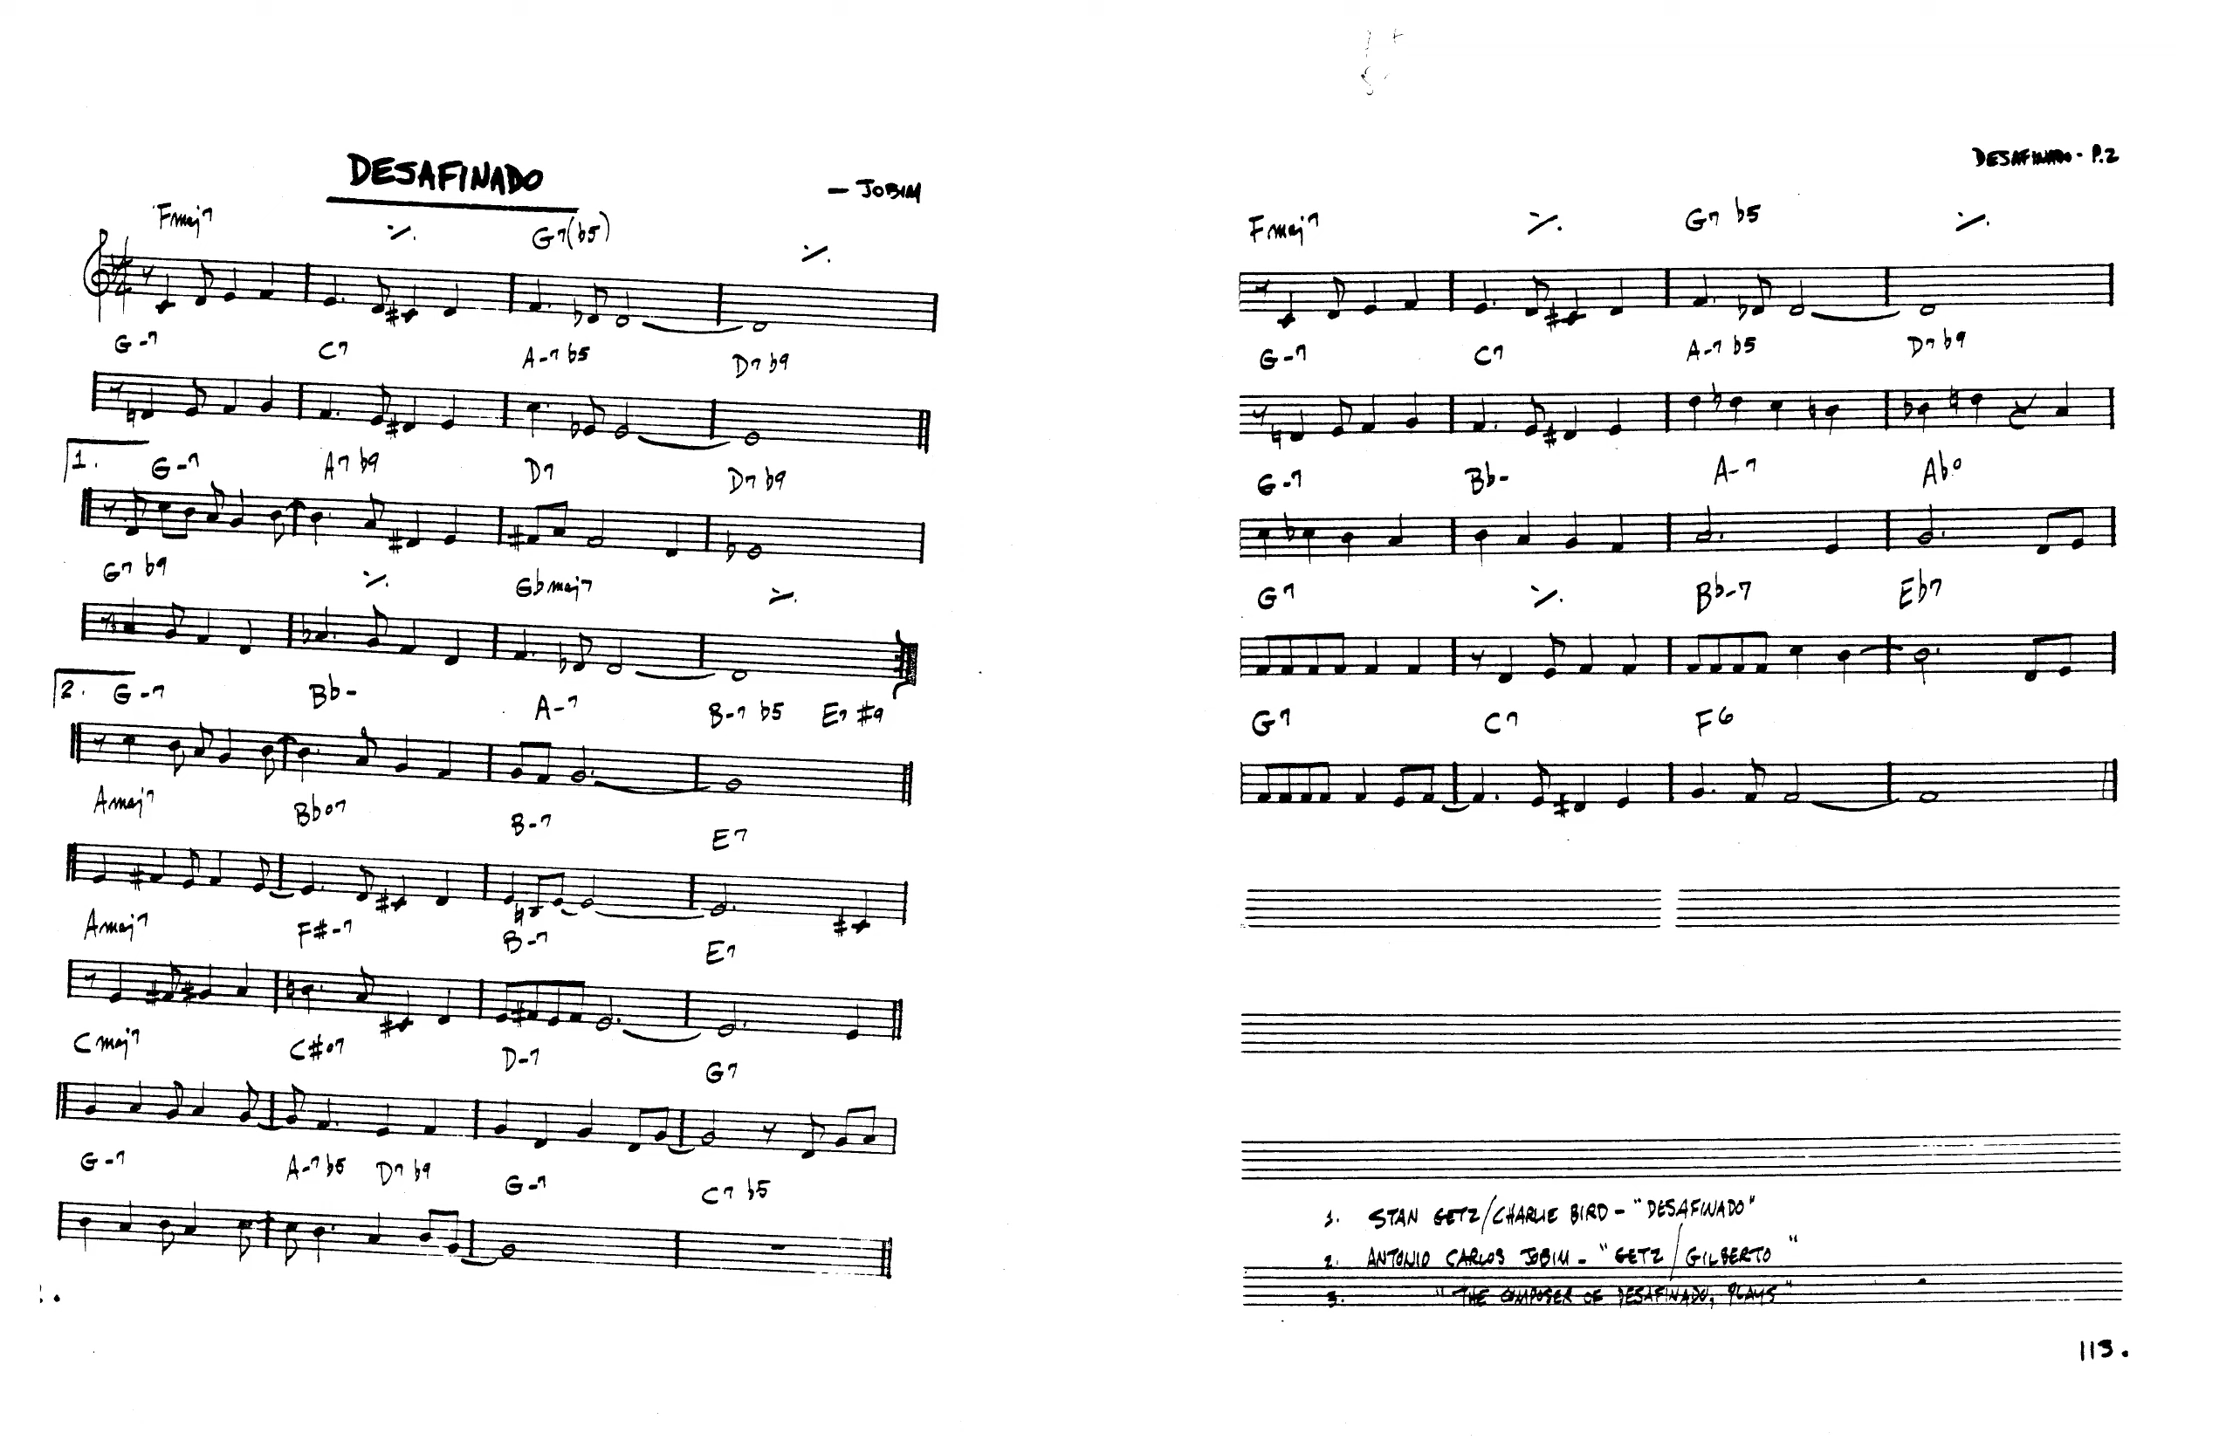 DESAFINADO
- JOBIM
Fmaj7 ٪ G7(b5) ٪
G-7 C7 A-7 b5 D7 b9
1. G-7 A7 b9 D7 D7 b9
G7 b9 ٪ Gbmaj7 ٪
2. G-7 Bb- A-7 B-7 b5 E7 #9
Amaj7 Bbo7 B-7 E7
Amaj7 F#-7 B-7 E7
Cmaj7 C#o7 D-7 G7
G-7 A-7 b5 D7 b9 G-7 C7 b5
DESAFINADO - P.2
Fmaj7 ٪ G7 b5 ٪
G-7 C7 A-7 b5 D7 b9
G-7 Bb- A-7 Abo
G7 ٪ Bb-7 Eb7
G7 C7 F6
1. STAN GETZ/CHARLIE BIRD - "DESAFINADO"
2. ANTONIO CARLOS JOBIM - "GETZ/GILBERTO"
3. "THE COMPOSER OF DESAFINADO, PLAYS"
113.